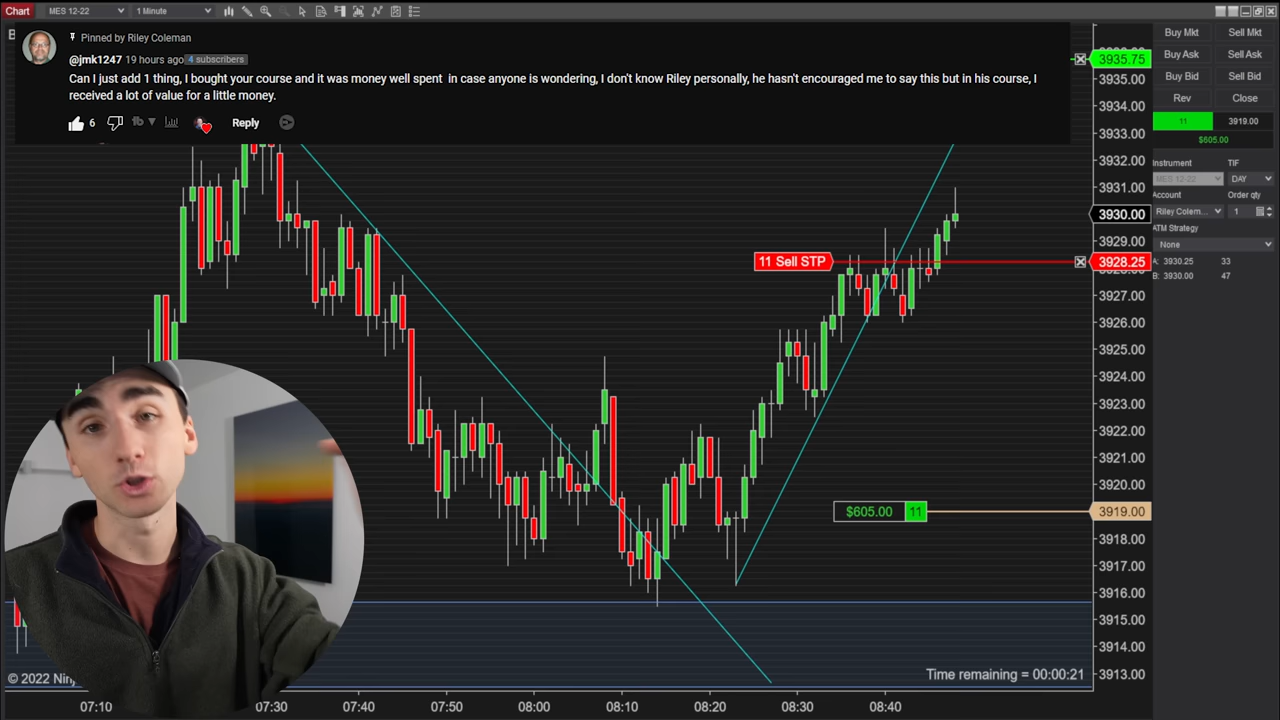 Chart MES 12-22 1 Minute
Pinned by Riley Coleman
@jmk1247 19 hours ago 4 subscribers
Can I just add 1 thing, I bought your course and it was money well spent in case anyone is wondering, I don't know Riley personally, he hasn't encouraged me to say this but in his course, I
received a lot of value for a little money.
6 Reply
Buy Mkt Sell Mkt
Buy Ask Sell Ask
Buy Bid Sell Bid
Rev Close
11 3919.00
$605.00
Instrument TIF
MES 12-22 DAY
Account Order qty
Riley Colem... 1
ATM Strategy
None
A: 3930.25 33
B: 3930.00 47
3935.75
3935.00
3934.00
3933.00
3932.00
3931.00
3930.00
3929.00
11 Sell STP 3928.25
3927.00
3926.00
3925.00
3924.00
3923.00
3922.00
3921.00
3920.00
$605.00 11 3919.00
3918.00
3917.00
3916.00
3915.00
3914.00
3913.00
© 2022 Nin
Time remaining = 00:00:21
07:10 07:30 07:40 07:50 08:00 08:10 08:20 08:30 08:40